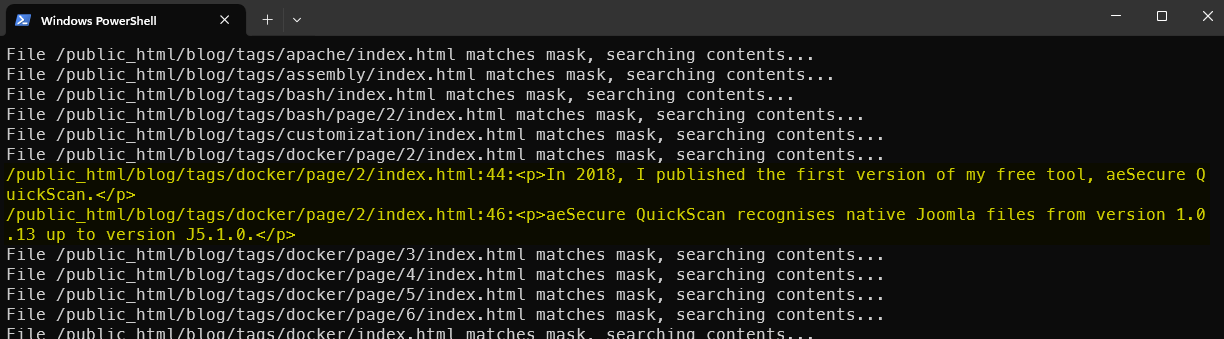 Windows PowerShell
File /public_html/blog/tags/apache/index.html matches mask, searching contents...
File /public_html/blog/tags/assembly/index.html matches mask, searching contents...
File /public_html/blog/tags/bash/index.html matches mask, searching contents...
File /public_html/blog/tags/bash/page/2/index.html matches mask, searching contents...
File /public_html/blog/tags/customization/index.html matches mask, searching contents...
File /public_html/blog/tags/docker/page/2/index.html matches mask, searching contents...
/public_html/blog/tags/docker/page/2/index.html:44:<p>In 2018, I published the first version of my free tool, aeSecure Q
uickScan.</p>
/public_html/blog/tags/docker/page/2/index.html:46:<p>aeSecure QuickScan recognises native Joomla files from version 1.0
.13 up to version J5.1.0.</p>
File /public_html/blog/tags/docker/page/3/index.html matches mask, searching contents...
File /public_html/blog/tags/docker/page/4/index.html matches mask, searching contents...
File /public_html/blog/tags/docker/page/5/index.html matches mask, searching contents...
File /public_html/blog/tags/docker/page/6/index.html matches mask, searching contents...
File /public_html/blog/tags/docker/index.html matches mask, searching contents...